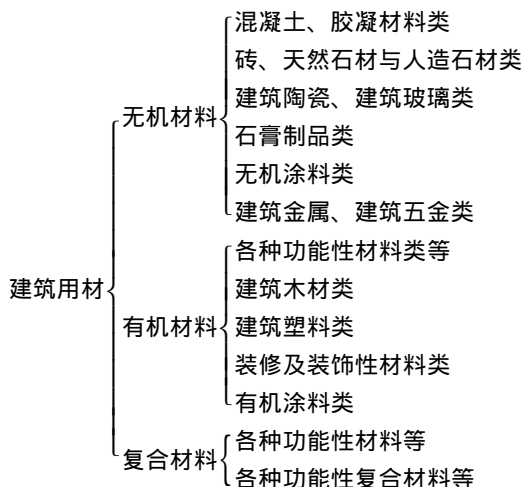 混凝土、胶凝材料类
砖、天然石材与人造石材类
建筑陶瓷、建筑玻璃类
无机材料
石膏制品类
无机涂料类
建筑金属、建筑五金类
各种功能性材料类等
建筑用材
建筑木材类
有机材料
建筑塑料类
装修及装饰性材料类
有机涂料类
各种功能性材料等
复合材料
各种功能性复合材料等